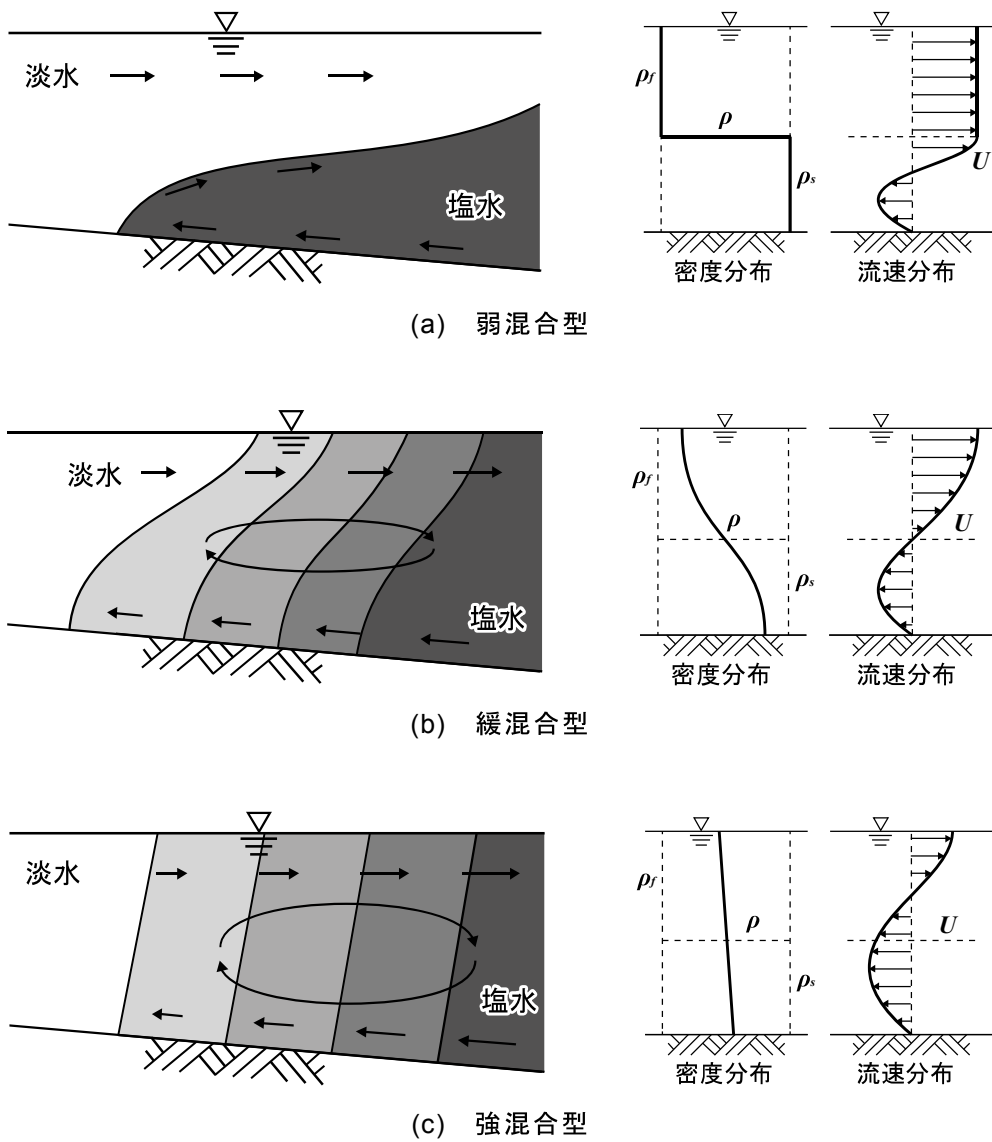 淡水
塩水
ρf
ρ
ρs
密度分布
U
流速分布
(a) 弱混合型
淡水
塩水
ρf
ρ
ρs
密度分布
U
流速分布
(b) 緩混合型
淡水
塩水
ρf
ρ
ρs
密度分布
U
流速分布
(c) 強混合型